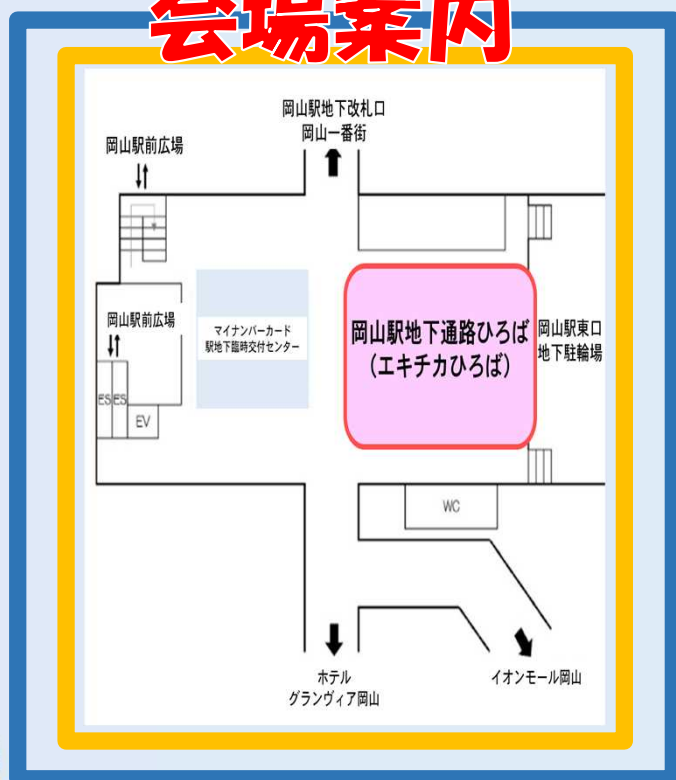 会場案内
岡山駅地下改札口
岡山一番街
岡山駅前広場
岡山駅前広場
マイナンバーカード
駅地下臨時交付センター
岡山駅地下通路ひろば
（エキチカひろば）
岡山駅東口
地下駐輪場
ES ES
EV
WC
ホテル
グランヴィア岡山
イオンモール岡山